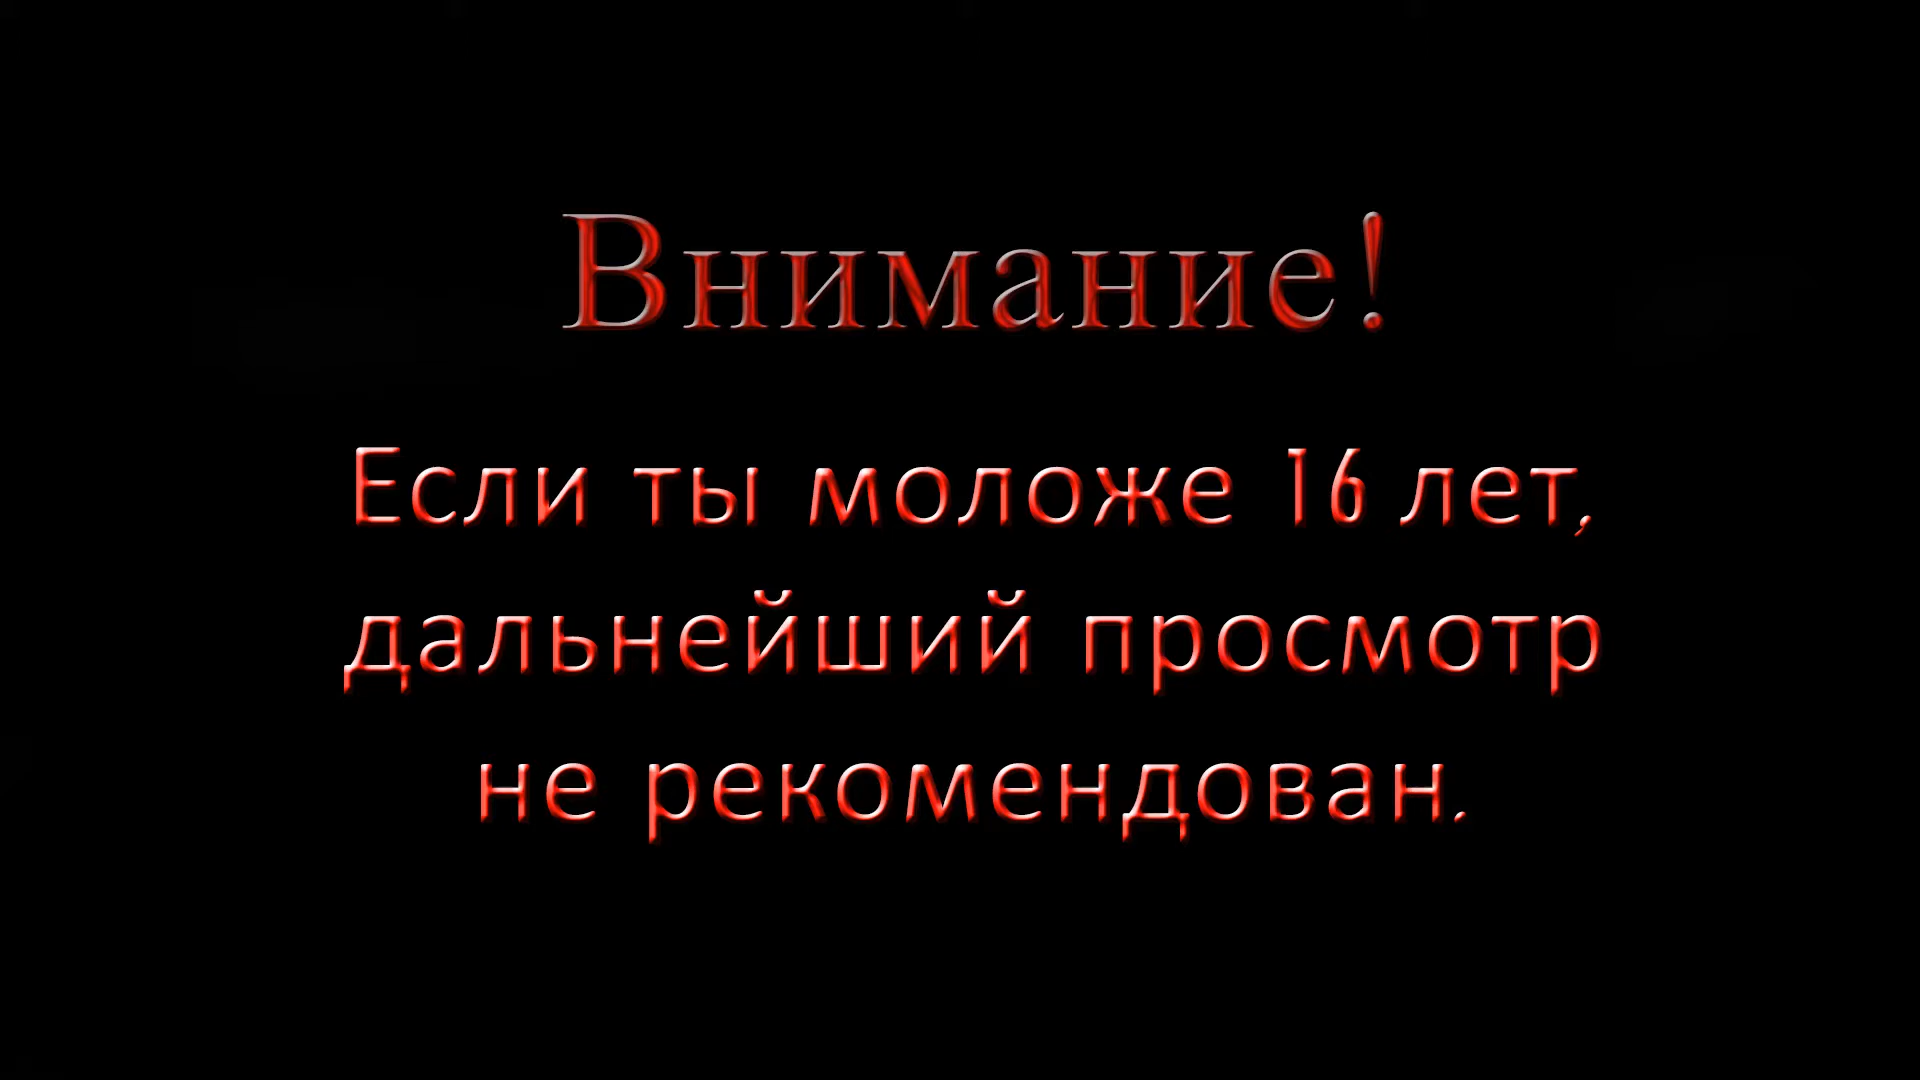 Внимание!
Если ты моложе 16 лет,
дальнейший просмотр
не рекомендован.